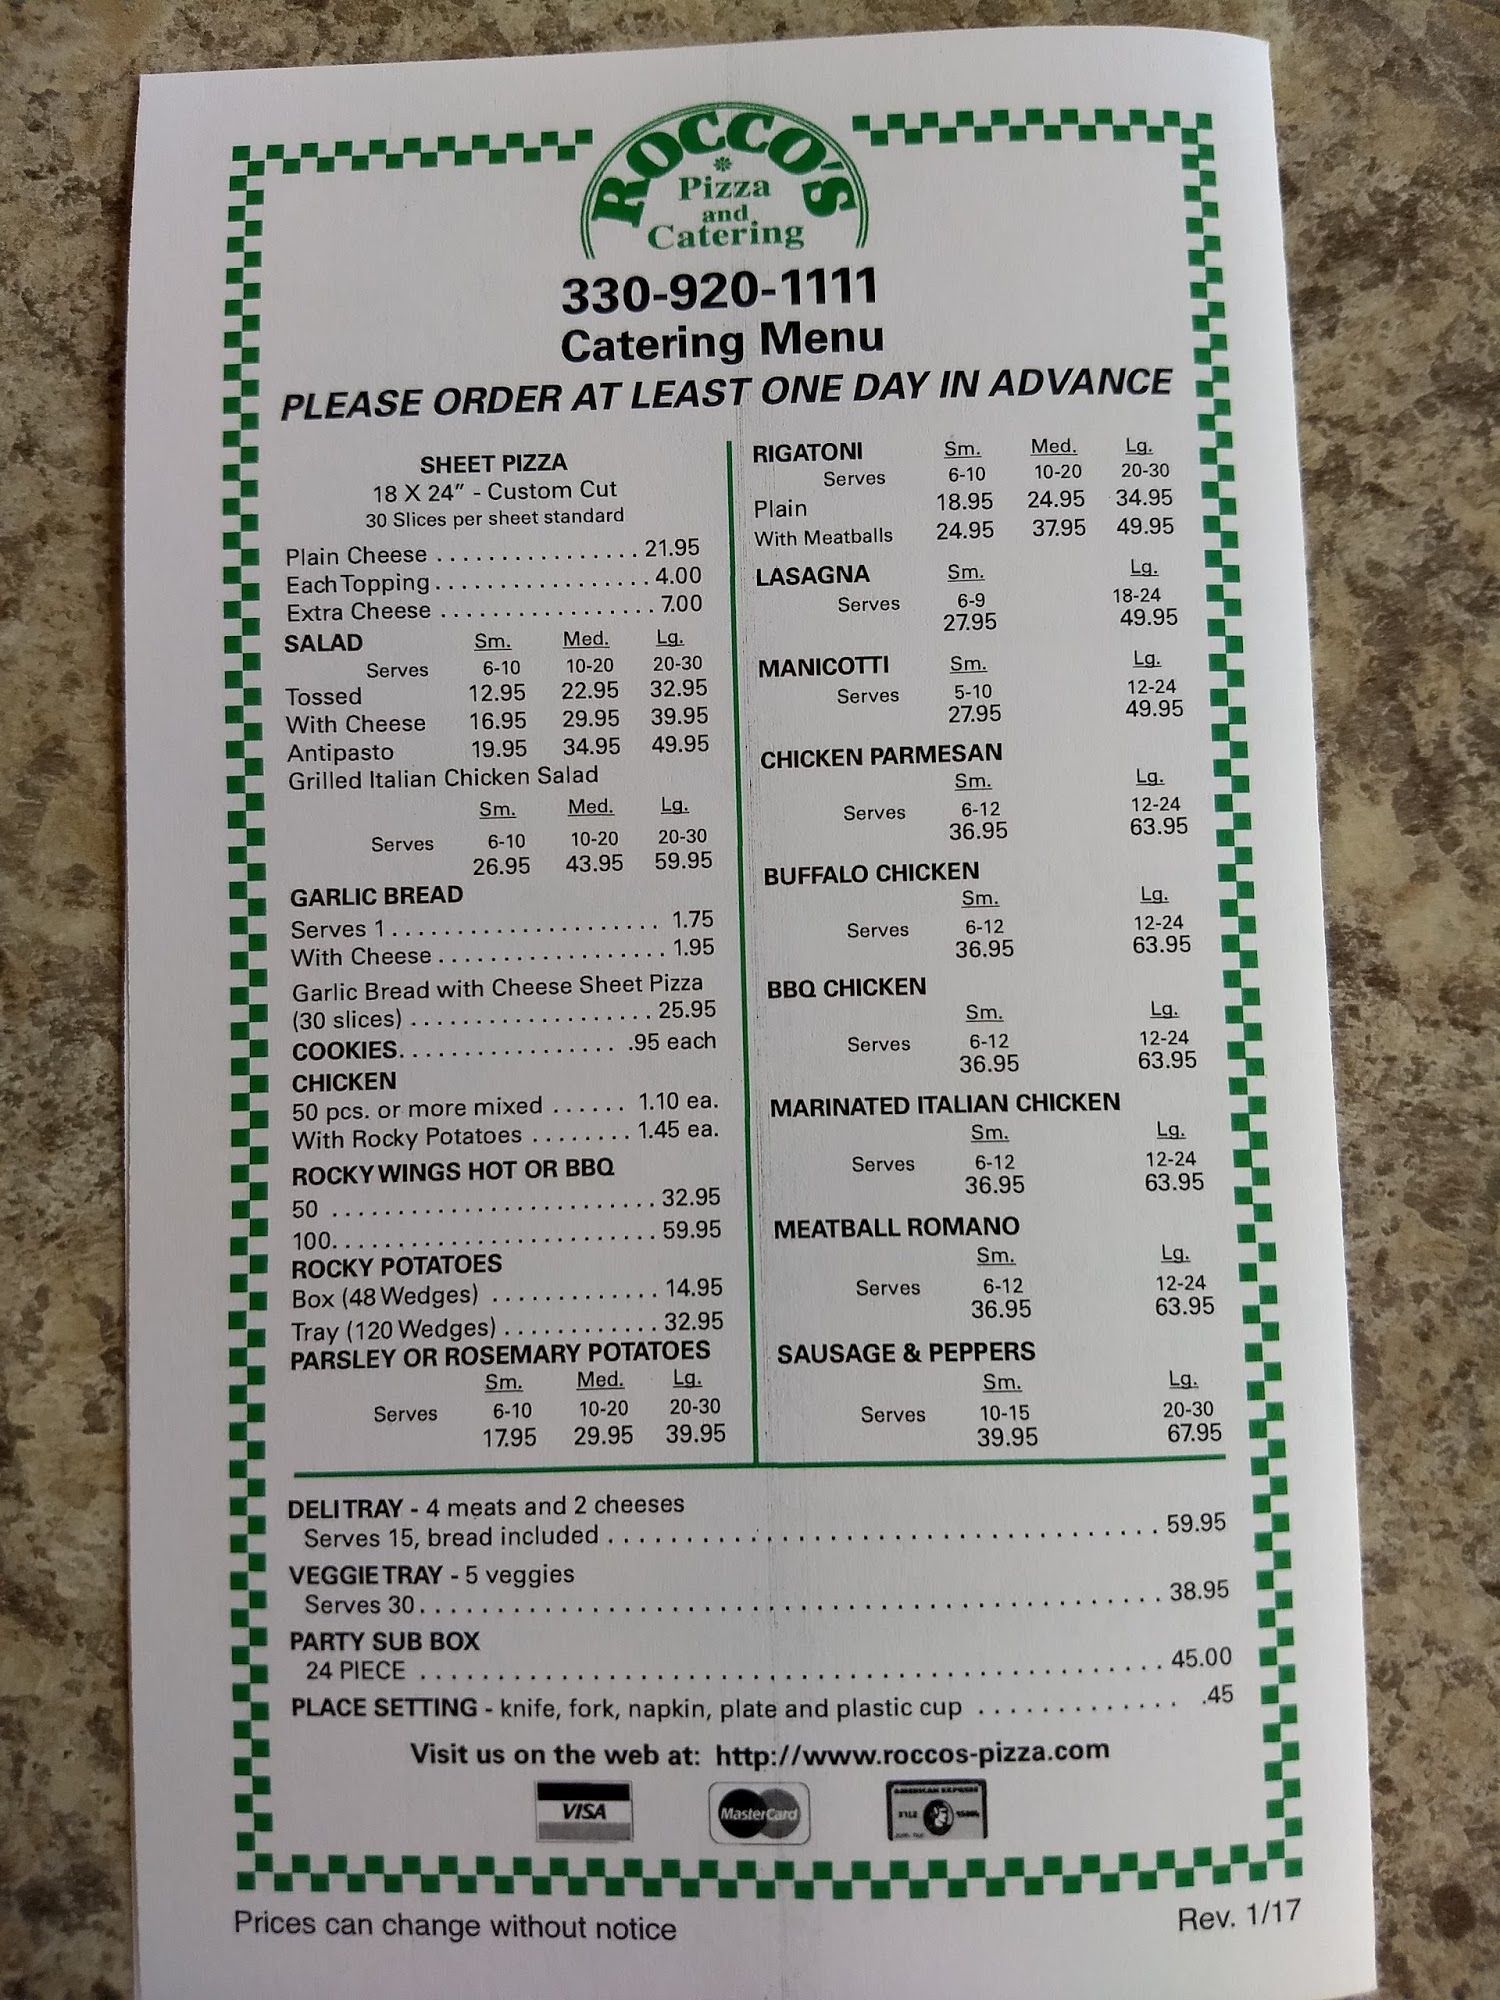 ROCCO'S
Pizza
and
Catering
330-920-1111
Catering Menu
PLEASE ORDER AT LEAST ONE DAY IN ADVANCE
SHEET PIZZA
18 X 24" - Custom Cut
30 Slices per sheet standard
Plain Cheese . . . . . . . . . . . . . . . . 21.95
Each Topping . . . . . . . . . . . . . . . . . 4.00
Extra Cheese . . . . . . . . . . . . . . . . . 7.00
SALAD Sm. Med. Lg.
Serves 6-10 10-20 20-30
Tossed 12.95 22.95 32.95
With Cheese 16.95 29.95 39.95
Antipasto 19.95 34.95 49.95
Grilled Italian Chicken Salad
Sm. Med. Lg.
Serves 6-10 10-20 20-30
26.95 43.95 59.95
GARLIC BREAD
Serves 1 . . . . . . . . . . . . . . . . . . . . . 1.75
With Cheese . . . . . . . . . . . . . . . . . . 1.95
Garlic Bread with Cheese Sheet Pizza
(30 slices) . . . . . . . . . . . . . . . . . . . 25.95
COOKIES . . . . . . . . . . . . . . . . . .95 each
CHICKEN
50 pcs. or more mixed . . . . . . 1.10 ea.
With Rocky Potatoes . . . . . . . . 1.45 ea.
ROCKY WINGS HOT OR BBQ
50 . . . . . . . . . . . . . . . . . . . . . . . . . 32.95
100 . . . . . . . . . . . . . . . . . . . . . . . . . 59.95
ROCKY POTATOES
Box (48 Wedges) . . . . . . . . . . . . . 14.95
Tray (120 Wedges) . . . . . . . . . . . . 32.95
PARSLEY OR ROSEMARY POTATOES
Sm. Med. Lg.
Serves 6-10 10-20 20-30
17.95 29.95 39.95
RIGATONI Sm. Med. Lg.
Serves 6-10 10-20 20-30
Plain 18.95 24.95 34.95
With Meatballs 24.95 37.95 49.95
LASAGNA Sm. Lg.
Serves 6-9 18-24
27.95 49.95
MANICOTTI Sm. Lg.
Serves 5-10 12-24
27.95 49.95
CHICKEN PARMESAN
Sm. Lg.
Serves 6-12 12-24
36.95 63.95
BUFFALO CHICKEN
Sm. Lg.
Serves 6-12 12-24
36.95 63.95
BBQ CHICKEN
Sm. Lg.
Serves 6-12 12-24
36.95 63.95
MARINATED ITALIAN CHICKEN
Sm. Lg.
Serves 6-12 12-24
36.95 63.95
MEATBALL ROMANO
Sm. Lg.
Serves 6-12 12-24
36.95 63.95
SAUSAGE & PEPPERS
Sm. Lg.
Serves 10-15 20-30
39.95 67.95
DELI TRAY - 4 meats and 2 cheeses
Serves 15, bread included . . . . . . . . . . . . . . . . . . . . . . . . . . . . . . . . . . 59.95
VEGGIE TRAY - 5 veggies
Serves 30 . . . . . . . . . . . . . . . . . . . . . . . . . . . . . . . . . . . . . . . . . . . . . . 38.95
PARTY SUB BOX
24 PIECE . . . . . . . . . . . . . . . . . . . . . . . . . . . . . . . . . . . . . . . . . . . . . . 45.00
PLACE SETTING - knife, fork, napkin, plate and plastic cup . . . . . . . . . . . . . .45
Visit us on the web at: http://www.roccos-pizza.com
VISA
MasterCard
AMERICAN EXPRESS
Prices can change without notice
Rev. 1/17